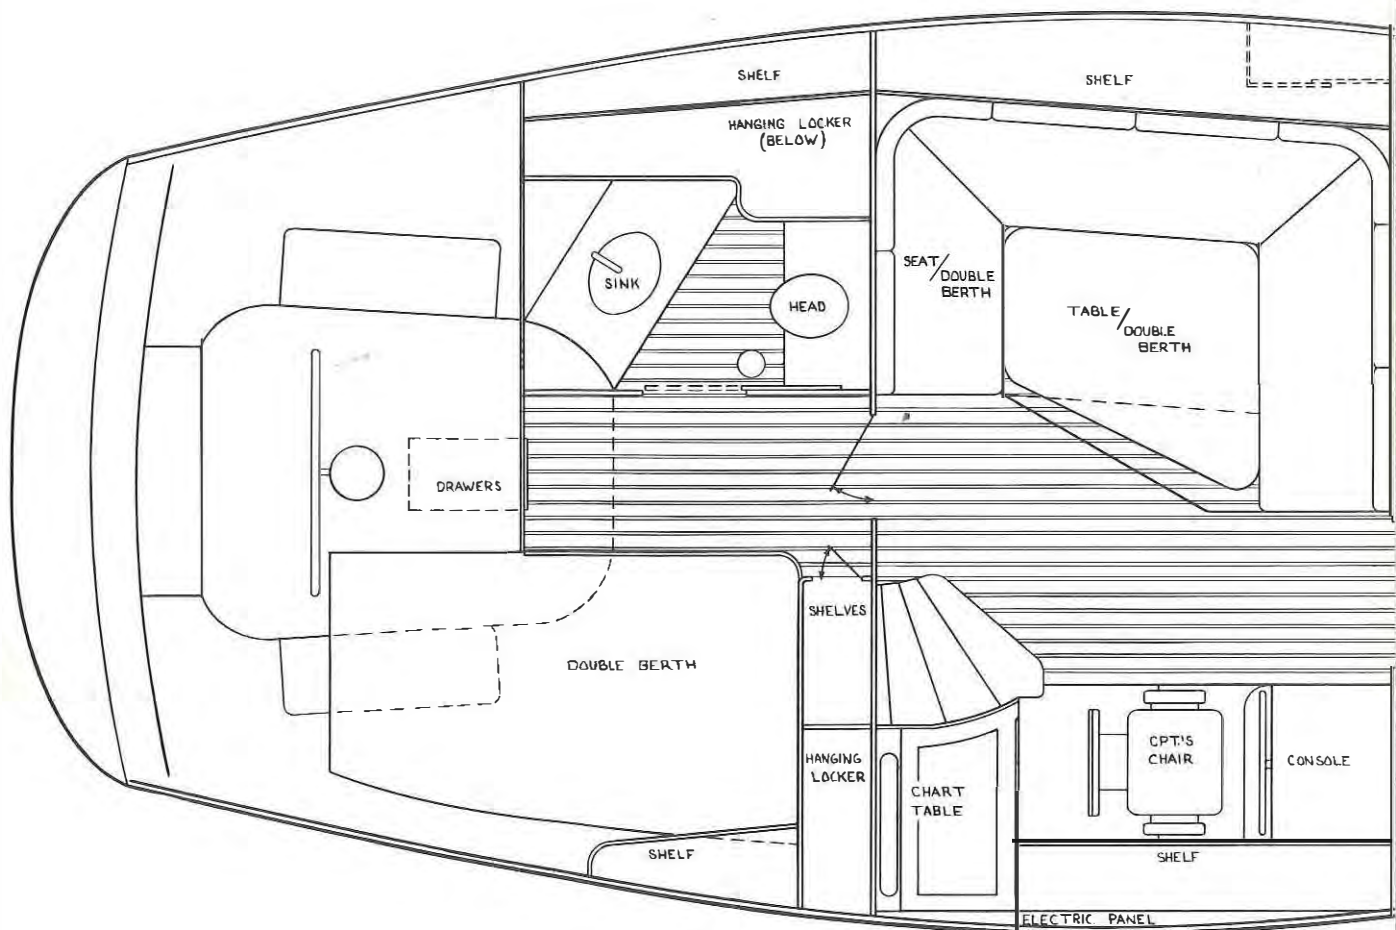 SHELF
SHELF
HANGING LOCKER
(BELOW)
SINK
HEAD
SEAT/
DOUBLE
BERTH
TABLE/
DOUBLE
BERTH
DRAWERS
SHELVES
DOUBLE BERTH
HANGING
LOCKER
CHART
TABLE
CPT.'S
CHAIR
CONSOLE
SHELF
SHELF
ELECTRIC PANEL